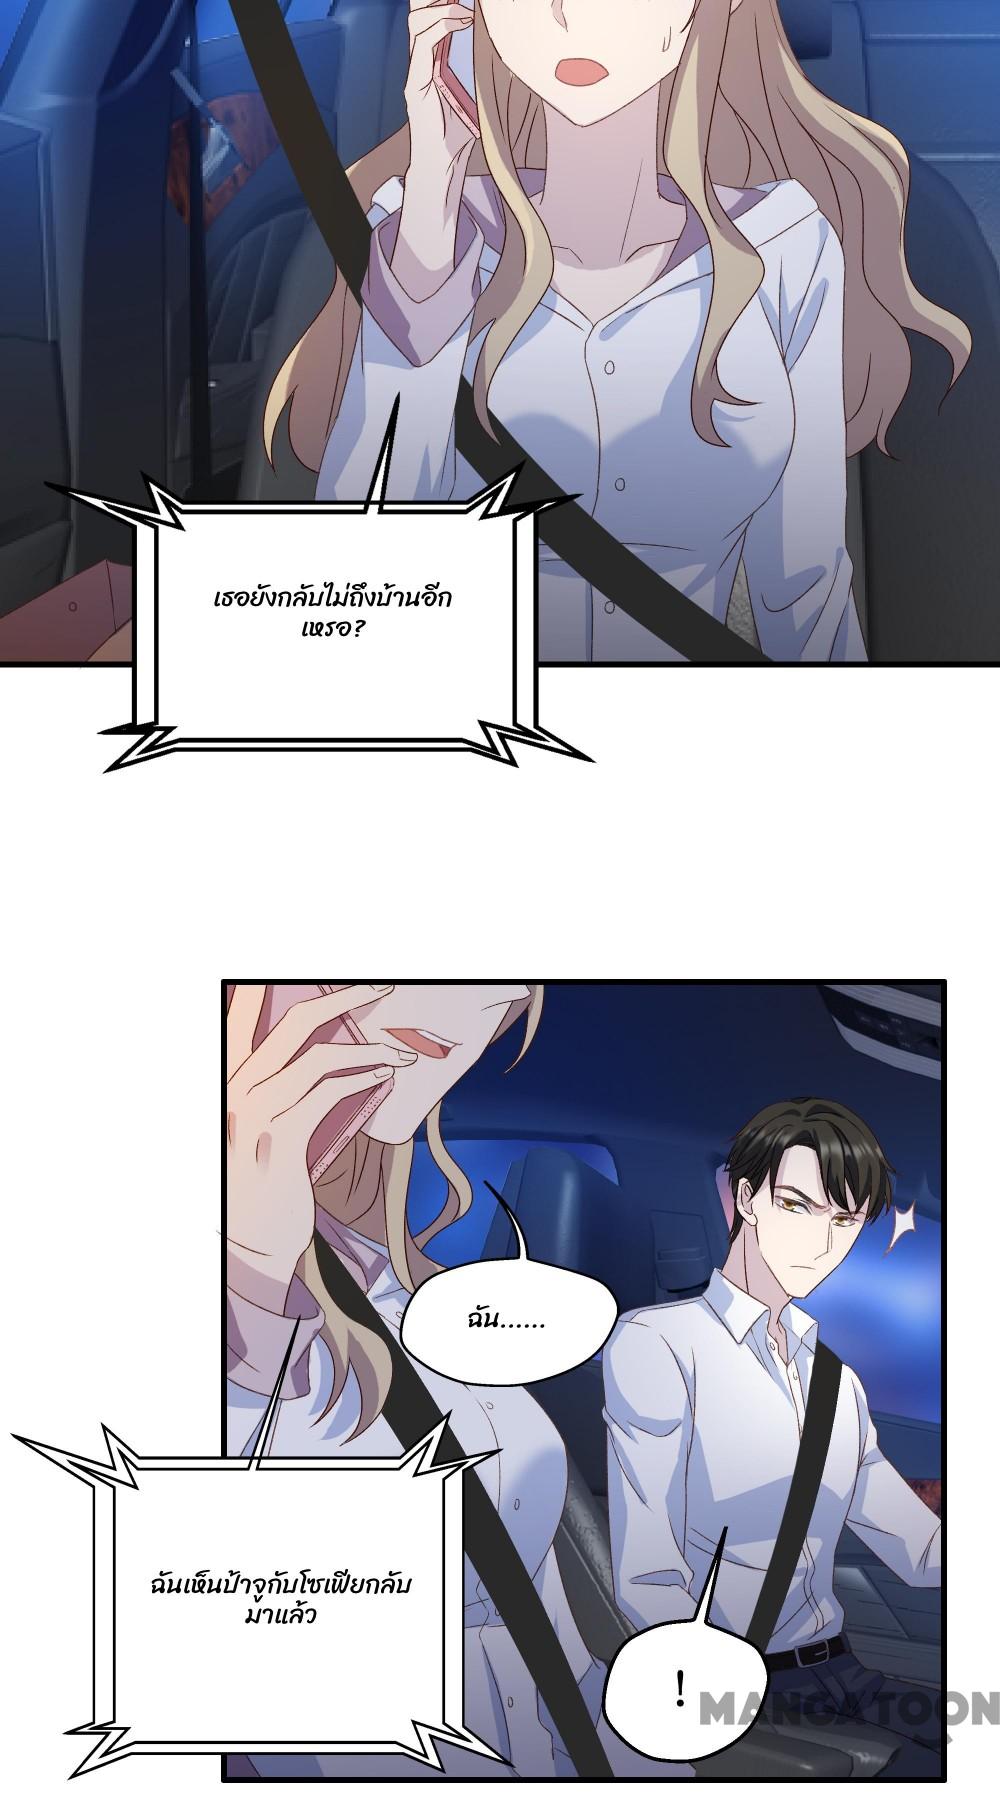 เธอยังกลับไม่ถึงบ้านอีก
เหรอ?
ฉัน......
ฉันเห็นป้าจูกับโซเฟียกลับ
มาแล้ว
!
MANGATOON